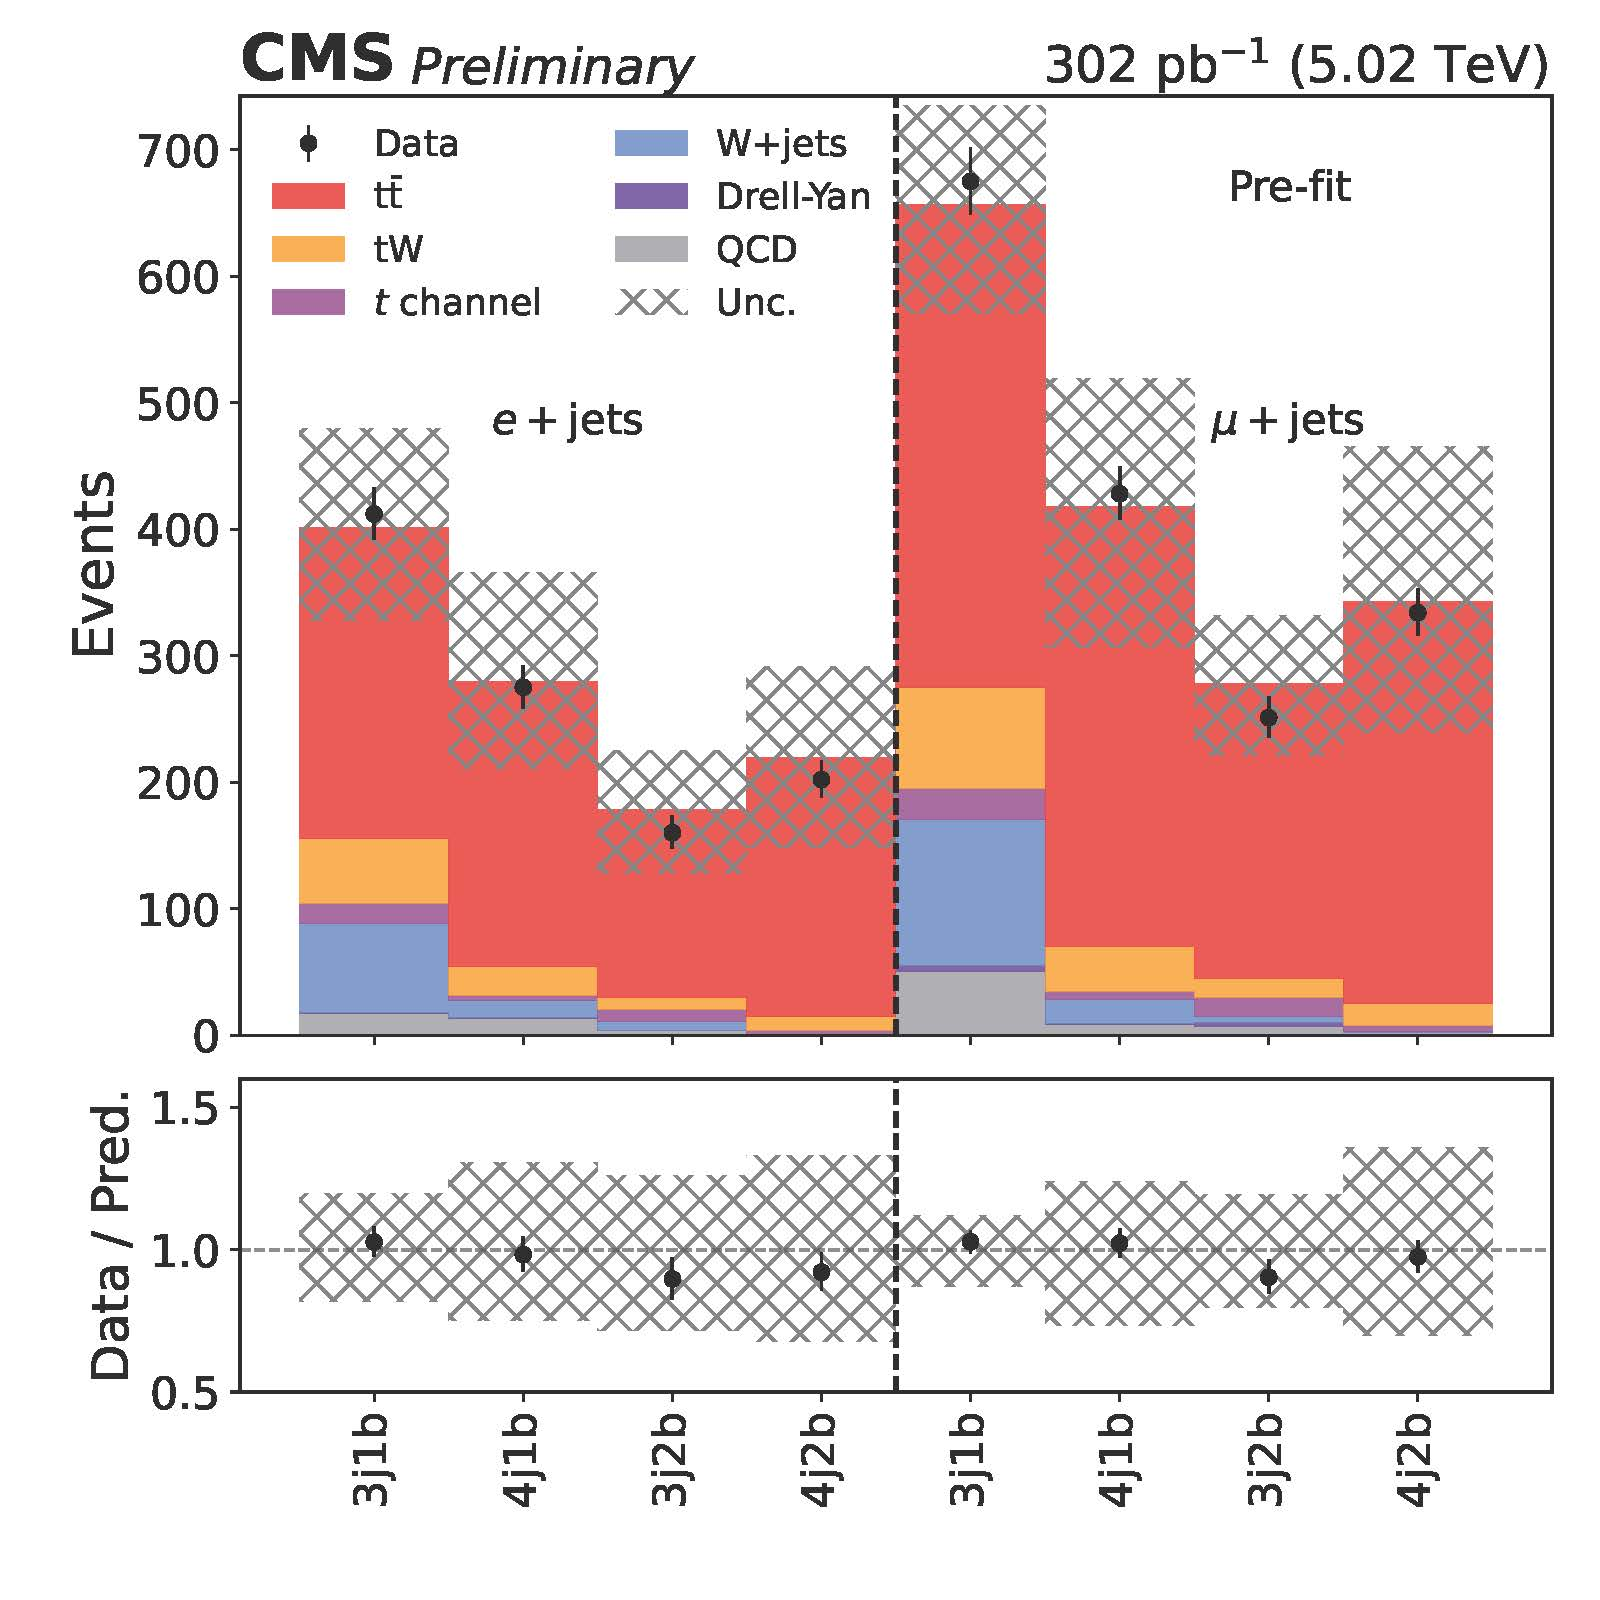 CMS Preliminary 302 pb⁻¹ (5.02 TeV)
Data
tt̄
tW
t channel
W+jets
Drell-Yan
QCD
Unc.
Pre-fit
e + jets
μ + jets
Events
700
600
500
400
300
200
100
0
Data / Pred.
1.5
1.0
0.5
3j1b 4j1b 3j2b 4j2b 3j1b 4j1b 3j2b 4j2b